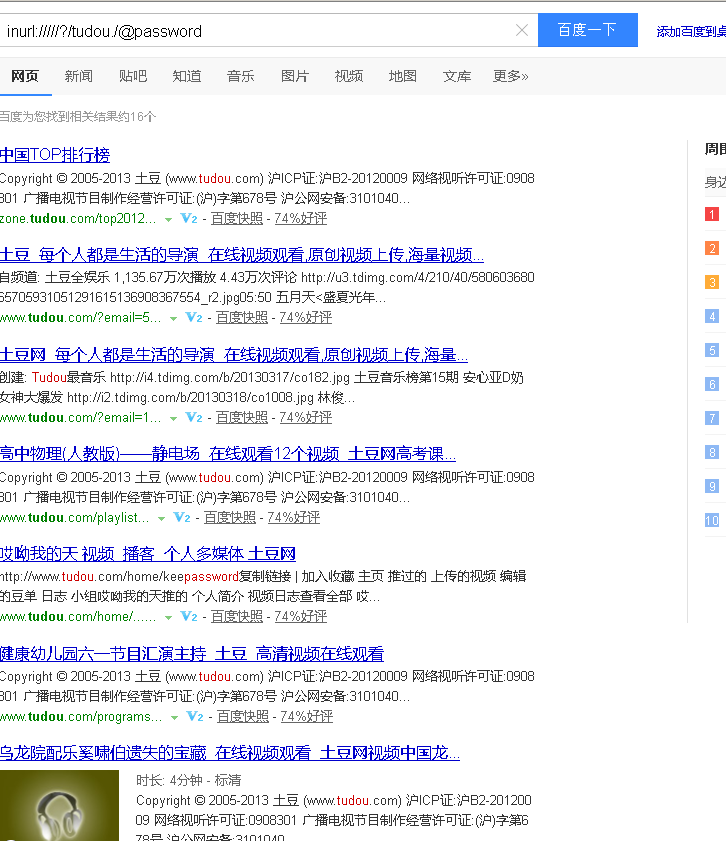 inurl://///?/tudou./@password
百度一下
添加百度到桌
网页 新闻 贴吧 知道 音乐 图片 视频 地图 文库 更多»
百度为您找到相关结果约16个
中国TOP排行榜
Copyright © 2005-2013 土豆 (www.tudou.com) 沪ICP证:沪B2-20120009 网络视听许可证:0908
301 广播电视节目制作经营许可证:(沪)字第678号 沪公网安备:3101040...
zone.tudou.com/top2012... V2 - 百度快照 - 74%好评
土豆_每个人都是生活的导演_在线视频观看,原创视频上传,海量视频...
自频道: 土豆全娱乐 1,135.67万次播放 4.43万次评论 http://u3.tdimg.com/4/210/40/580603680
65705931051291615136908367554_r2.jpg05:50 五月天<盛夏光年...
www.tudou.com/?email=5... V2 - 百度快照 - 74%好评
土豆网_每个人都是生活的导演_在线视频观看,原创视频上传,海量...
创建: Tudou最音乐 http://i4.tdimg.com/b/20130317/co182.jpg 土豆音乐榜第15期 安心亚D奶
女神大爆发 http://i2.tdimg.com/b/20130318/co1008.jpg 林俊...
www.tudou.com/?email=1... V2 - 百度快照 - 74%好评
高中物理(人教版)——静电场_在线观看12个视频_土豆网高考课...
Copyright © 2005-2013 土豆 (www.tudou.com) 沪ICP证:沪B2-20120009 网络视听许可证:0908
301 广播电视节目制作经营许可证:(沪)字第678号 沪公网安备:3101040...
www.tudou.com/playlist... V2 - 百度快照 - 74%好评
哎呦我的天 视频_播客_个人多媒体 土豆网
http://www.tudou.com/home/keepassword复制链接 | 加入收藏 主页 推过的 上传的视频 编辑
的豆单 日志 小组哎呦我的天推的 个人简介 视频日志查看全部 哎...
www.tudou.com/home/...... V2 - 百度快照 - 74%好评
健康幼儿园六一节目汇演主持_土豆_高清视频在线观看
Copyright © 2005-2013 土豆 (www.tudou.com) 沪ICP证:沪B2-20120009 网络视听许可证:0908
301 广播电视节目制作经营许可证:(沪)字第678号 沪公网安备:3101040...
www.tudou.com/programs... V2 - 百度快照 - 74%好评
乌龙院配乐奚啸伯遗失的宝藏_在线视频观看_土豆网视频中国龙...
时长: 4分钟 - 标清
Copyright © 2005-2013 土豆 (www.tudou.com) 沪ICP证:沪B2-201200
09 网络视听许可证:0908301 广播电视节目制作经营许可证:(沪)字第6
78号 沪公网安备:3101040...
周围
身边
1
2
3
4
5
6
7
8
9
10